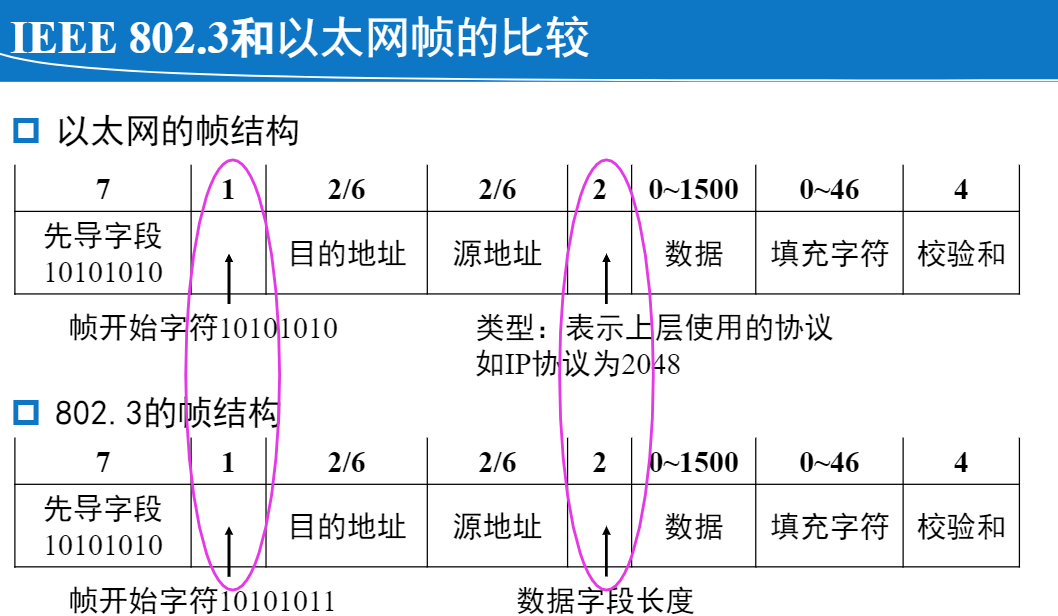 IEEE 802.3和以太网帧的比较
以太网的帧结构
7 1 2/6 2/6 2 0~1500 0~46 4
先导字段 10101010 目的地址 源地址 数据 填充字符 校验和
帧开始字符10101010
类型：表示上层使用的协议
如IP协议为2048
802.3的帧结构
7 1 2/6 2/6 2 0~1500 0~46 4
先导字段 10101010 目的地址 源地址 数据 填充字符 校验和
帧开始字符10101011
数据字段长度